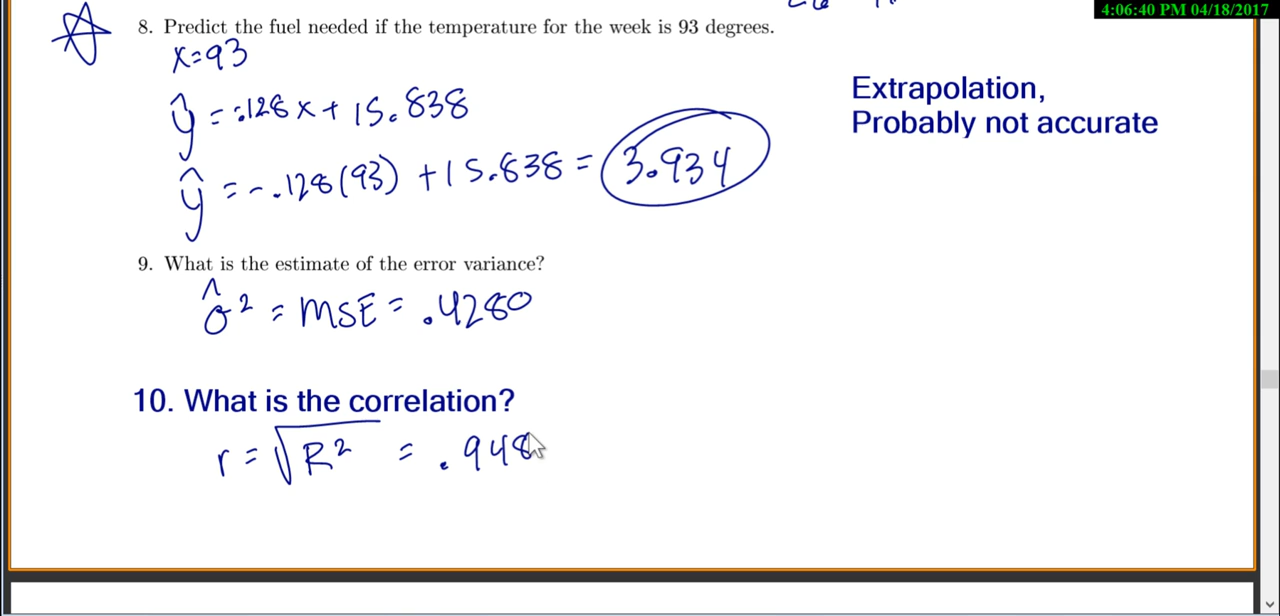 4:06:40 PM 04/18/2017
8. Predict the fuel needed if the temperature for the week is 93 degrees.
x=93
ŷ = -.128x + 15.838
ŷ = -.128(93) + 15.838 = 3.934
Extrapolation,
Probably not accurate
9. What is the estimate of the error variance?
σ̂² = MSE = .4280
10. What is the correlation?
r = √R² = .948